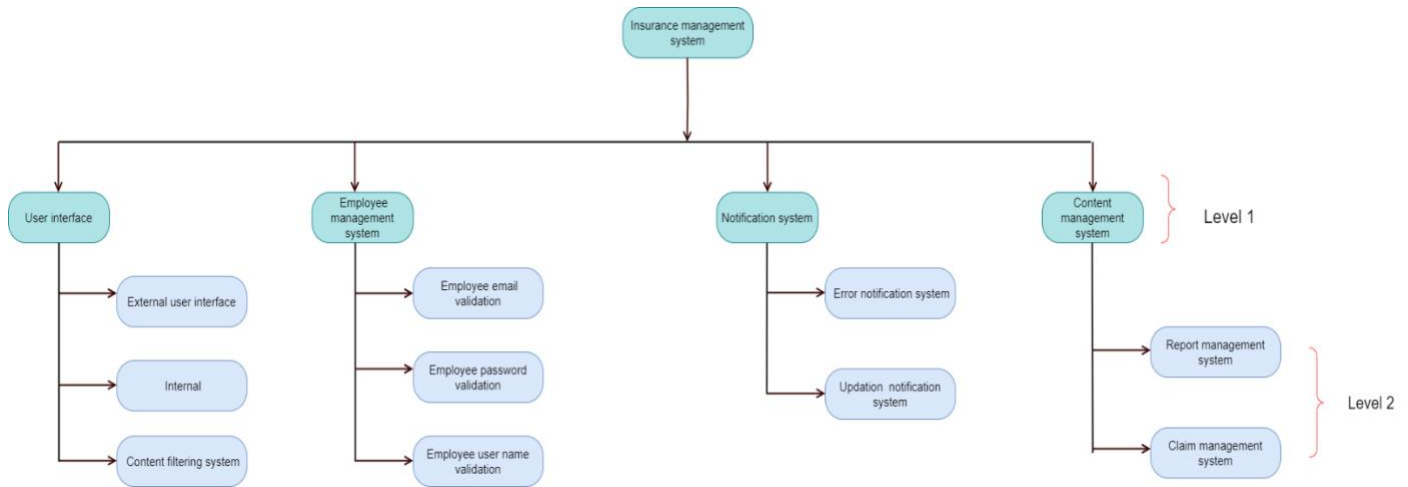 Insurance management
system
User interface
Employee
management
system
Notification system
Content
management
system
Level 1
External user interface
Internal
Content filtering system
Employee email
validation
Employee password
validation
Employee user name
validation
Error notification system
Updation notification
system
Report management
system
Claim management
system
Level 2